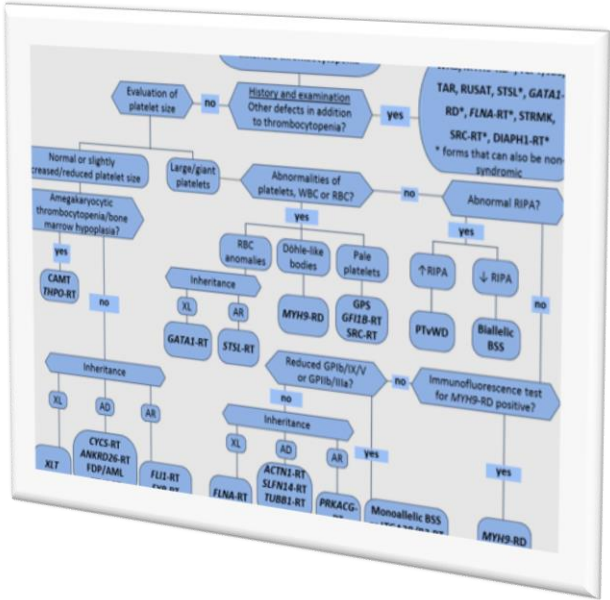 TAR, RUSAT, STSL*, GATA1-
RD*, FLNA-RT*, STRMK,
SRC-RT*, DIAPH1-RT*
* forms that can also be non-
syndromic
Evaluation of
platelet size
no
History and examination
Other defects in addition
to thrombocytopenia?
yes
Normal or slightly
creased/reduced platelet size
Large/giant
platelets
Abnormalities of
platelets, WBC or RBC?
no
Abnormal RIPA?
Amegakaryocytic
thrombocytopenia/bone
marrow hypoplasia?
yes
yes
RBC
anomalies
Döhle-like
bodies
Pale
platelets
↑RIPA
↓ RIPA
yes
CAMT
THPO-RT
no
Inheritance
XL
AR
GATA1-RT
STSL-RT
MYH9-RD
GPS
GFI1B-RT
SRC-RT
PTvWD
Biallelic
BSS
no
Inheritance
XL
AD
AR
Reduced GPIb/IX/V
or GPIIb/IIIa?
no
Immunofluorescence test
for MYH9-RD positive?
no
Inheritance
XL
AD
AR
yes
yes
XLT
CYCS-RT
ANKRD26-RT
FDP/AML
FLI1-RT
FLNA-RT
ACTN1-RT
SLFN14-RT
TUBB1-RT
PRKACG-
Monoallelic BSS
MYH9-RD